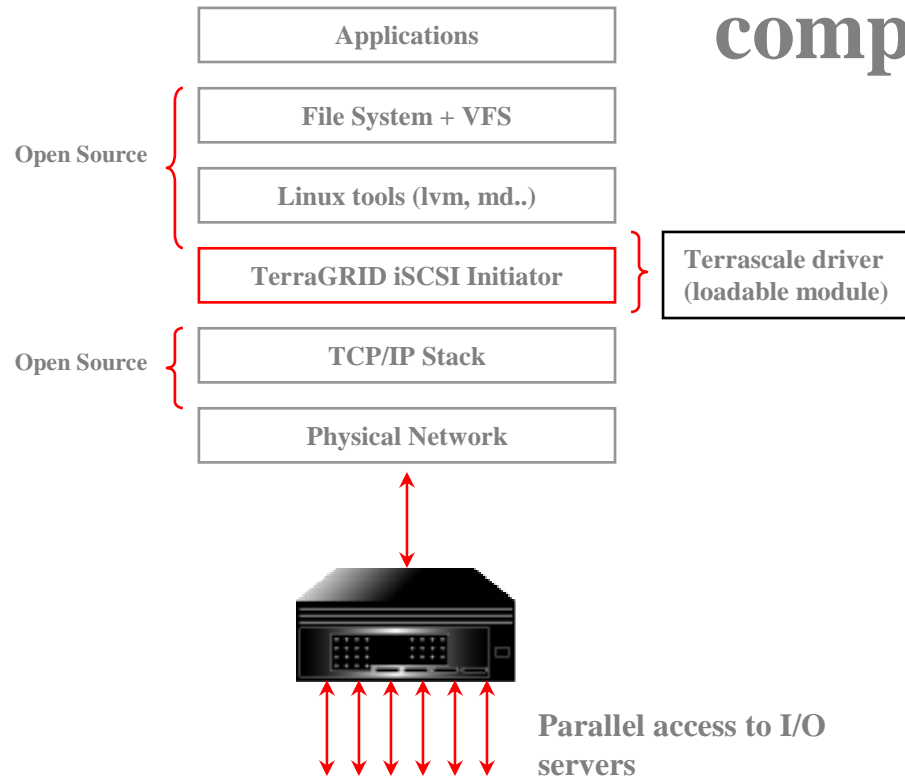 comp
Applications
File System + VFS
Open Source
Linux tools (lvm, md..)
TerraGRID iSCSI Initiator
Terrascale driver
(loadable module)
TCP/IP Stack
Open Source
Physical Network
Parallel access to I/O
servers